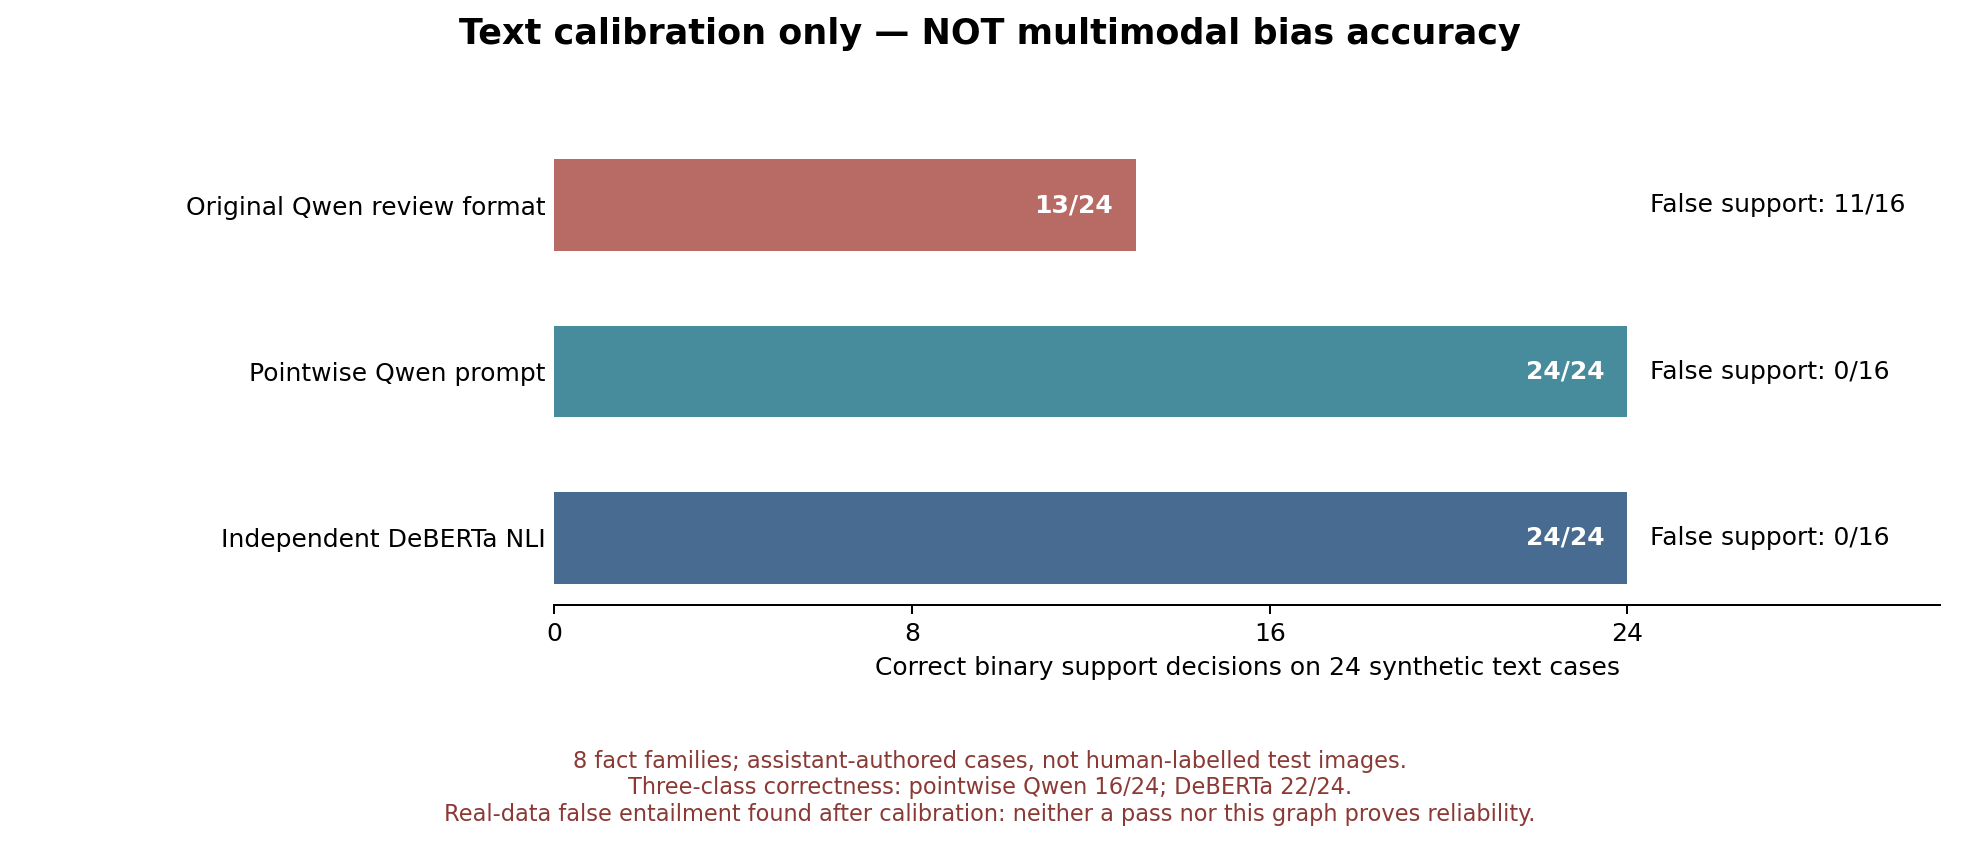 Text calibration only — NOT multimodal bias accuracy
Original Qwen review format
13/24
False support: 11/16
Pointwise Qwen prompt
24/24
False support: 0/16
Independent DeBERTa NLI
24/24
False support: 0/16
0
8
16
24
Correct binary support decisions on 24 synthetic text cases
8 fact families; assistant-authored cases, not human-labelled test images.
Three-class correctness: pointwise Qwen 16/24; DeBERTa 22/24.
Real-data false entailment found after calibration: neither a pass nor this graph proves reliability.